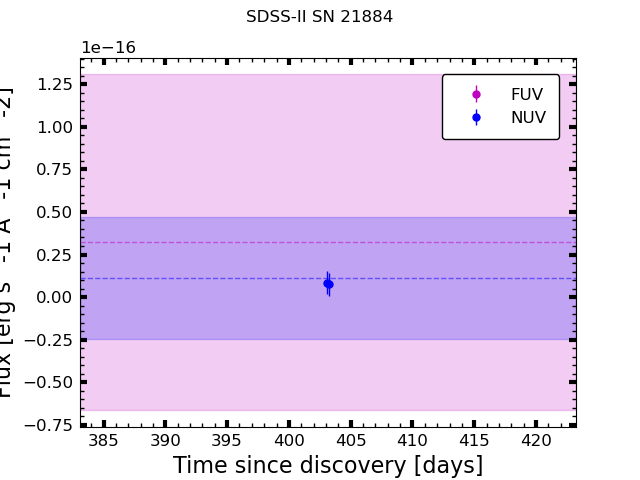 SDSS-II SN 21884
1e−16
FUV
NUV
1.25
1.00
0.75
0.50
0.25
0.00
−0.25
−0.50
−0.75
Flux [erg s -1 A -1 cm -2]
385 390 395 400 405 410 415 420
Time since discovery [days]